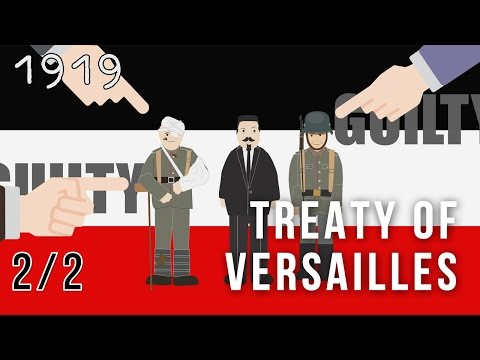 1919
GUILTY
GUILTY
TREATY OF
VERSAILLES
2/2